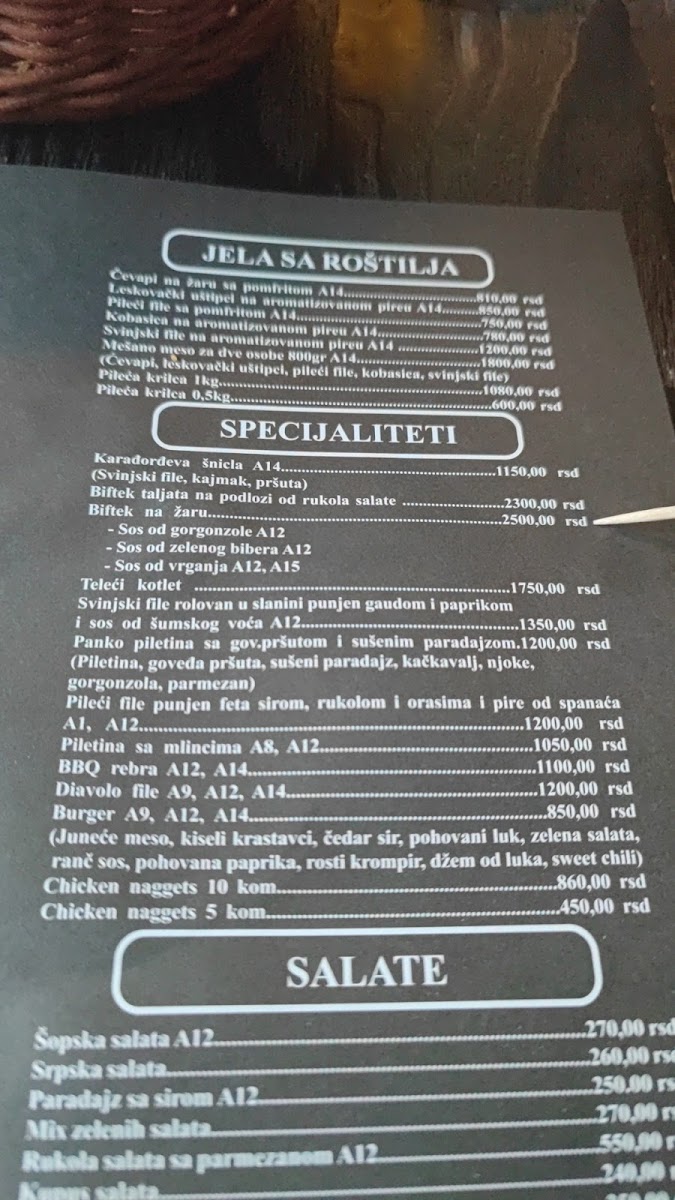 JELA SA ROŠTILJA
Ćevapi na žaru sa pomfritom A14..............................810,00 rsd
Leskovački uštipci na aromatizovanom pireu A14........850,00 rsd
Pileći file sa pomfritom A14........................................750,00 rsd
Kobasica na aromatizovanom pireu A14......................780,00 rsd
Svinjski file na aromatizovanom pireu A14 ................1200,00 rsd
Mešano meso za dve osobe 800gr A14.........................1800,00 rsd
(Ćevapi, leskovački uštipci, pileći file, kobasica, svinjski file)
Pileća krilca 1kg..........................................................1080,00 rsd
Pileća krilca 0,5kg.........................................................600,00 rsd
SPECIJALITETI
Karađorđeva šnicla A14..............................................1150,00 rsd
(Svinjski file, kajmak, pršuta)
Biftek taljata na podlozi od rukola salate ......................2300,00 rsd
Biftek na žaru................................................................2500,00 rsd
- Sos od gorgonzole A12
- Sos od zelenog bibera A12
- Sos od vrganja A12, A15
Teleći kotlet ..................................................................1750,00 rsd
Svinjski file rolovan u slanini punjen gaudom i paprikom
i sos od šumskog voća A12.............................................1350,00 rsd
Panko piletina sa gov.pršutom i sušenim paradajzom.1200,00 rsd
(Piletina, goveđa pršuta, sušeni paradajz, kačkavalj, njoke,
gorgonzola, parmezan)
Pileći file punjen feta sirom, rukolom i orasima i pire od spanaća
A1, A12...........................................................................1200,00 rsd
Piletina sa mlincima A8, A12........................................1050,00 rsd
BBQ rebra A12, A14......................................................1100,00 rsd
Diavolo file A9, A12, A14...............................................1200,00 rsd
Burger A9, A12, A14........................................................850,00 rsd
(Juneće meso, kiseli krastavci, čedar sir, pohovani luk, zelena salata,
ranč sos, pohovana paprika, rosti krompir, džem od luka, sweet chili)
Chicken naggets 10 kom..................................................860,00 rsd
Chicken naggets 5 kom....................................................450,00 rsd
SALATE
Šopska salata A12..........................................................270,00 rsd
Srpska salata..................................................................260,00 rsd
Paradajz sa sirom A12....................................................250,00 rs
Mix zelenih salata...........................................................270,00 r
Rukola salata sa parmezanom A12..................................550,00 r
Kupus salata...................................................................240,00